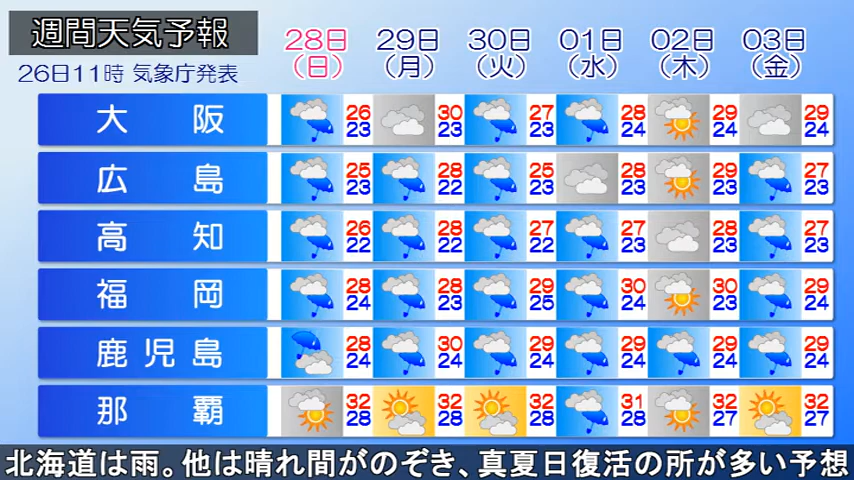 週間天気予報
26日11時 気象庁発表
28日 29日 30日 01日 02日 03日
(日) (月) (火) (水) (木) (金)
大阪 26 30 27 28 29 29
23 23 23 24 24 24
広島 25 28 25 28 29 27
23 22 23 23 23 23
高知 26 28 27 27 28 27
22 22 22 23 23 23
福岡 28 28 29 30 30 29
24 23 25 24 23 24
鹿児島 28 30 29 29 29 29
24 24 24 24 24 24
那覇 32 32 32 31 32 32
28 28 28 28 27 27
北海道は雨。他は晴れ間がのぞき、真夏日復活の所が多い予想